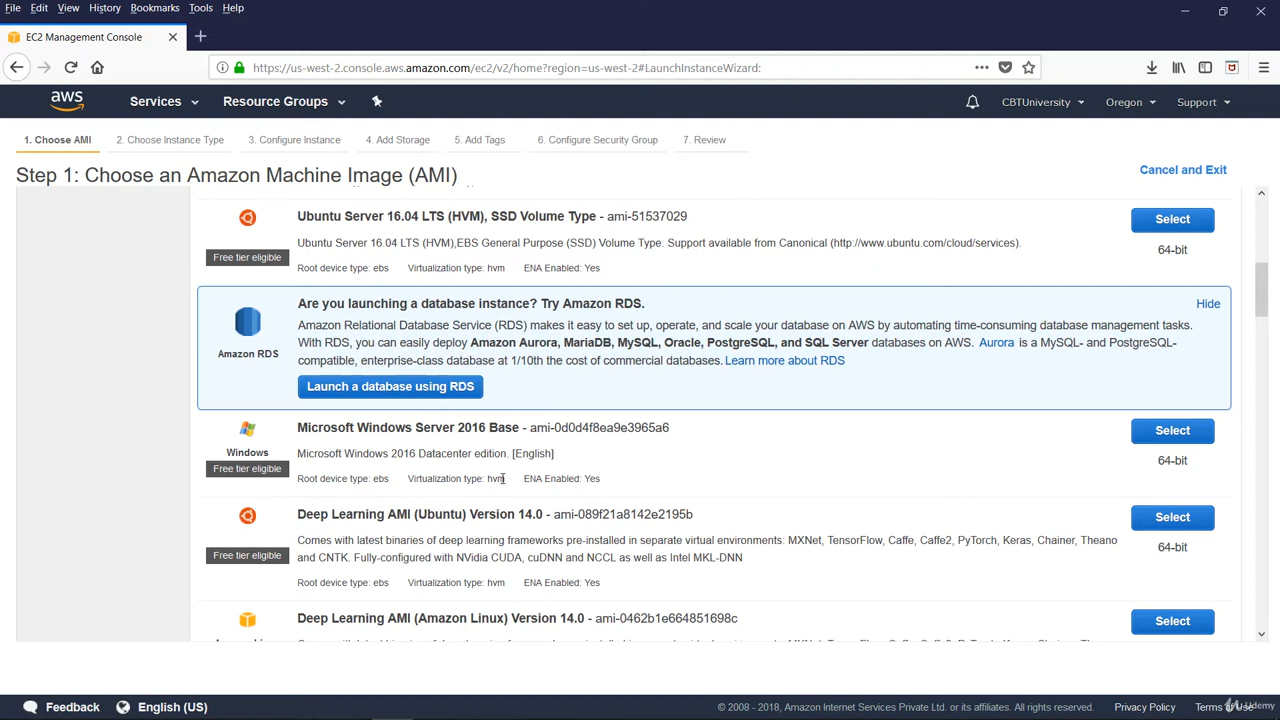 File Edit View History Bookmarks Tools Help
EC2 Management Console
https://us-west-2.console.aws.amazon.com/ec2/v2/home?region=us-west-2#LaunchInstanceWizard:
aws Services Resource Groups CBTUniversity Oregon Support
1. Choose AMI 2. Choose Instance Type 3. Configure Instance 4. Add Storage 5. Add Tags 6. Configure Security Group 7. Review
Step 1: Choose an Amazon Machine Image (AMI)
Cancel and Exit
Ubuntu Server 16.04 LTS (HVM), SSD Volume Type - ami-51537029
Select
Free tier eligible
Ubuntu Server 16.04 LTS (HVM),EBS General Purpose (SSD) Volume Type. Support available from Canonical (http://www.ubuntu.com/cloud/services).
64-bit
Root device type: ebs Virtualization type: hvm ENA Enabled: Yes
Amazon RDS
Are you launching a database instance? Try Amazon RDS.
Hide
Amazon Relational Database Service (RDS) makes it easy to set up, operate, and scale your database on AWS by automating time-consuming database management tasks.
With RDS, you can easily deploy Amazon Aurora, MariaDB, MySQL, Oracle, PostgreSQL, and SQL Server databases on AWS. Aurora is a MySQL- and PostgreSQL-
compatible, enterprise-class database at 1/10th the cost of commercial databases. Learn more about RDS
Launch a database using RDS
Windows
Free tier eligible
Microsoft Windows Server 2016 Base - ami-0d0d4f8ea9e3965a6
Select
Microsoft Windows 2016 Datacenter edition. [English]
64-bit
Root device type: ebs Virtualization type: hvm ENA Enabled: Yes
Deep Learning AMI (Ubuntu) Version 14.0 - ami-089f21a8142e2195b
Select
Free tier eligible
Comes with latest binaries of deep learning frameworks pre-installed in separate virtual environments: MXNet, TensorFlow, Caffe, Caffe2, PyTorch, Keras, Chainer, Theano
and CNTK. Fully-configured with NVidia CUDA, cuDNN and NCCL as well as Intel MKL-DNN
64-bit
Root device type: ebs Virtualization type: hvm ENA Enabled: Yes
Deep Learning AMI (Amazon Linux) Version 14.0 - ami-0462b1e664851698c
Select
Feedback English (US)
© 2008 - 2018, Amazon Internet Services Private Ltd. or its affiliates. All rights reserved. Privacy Policy Terms
Udemy